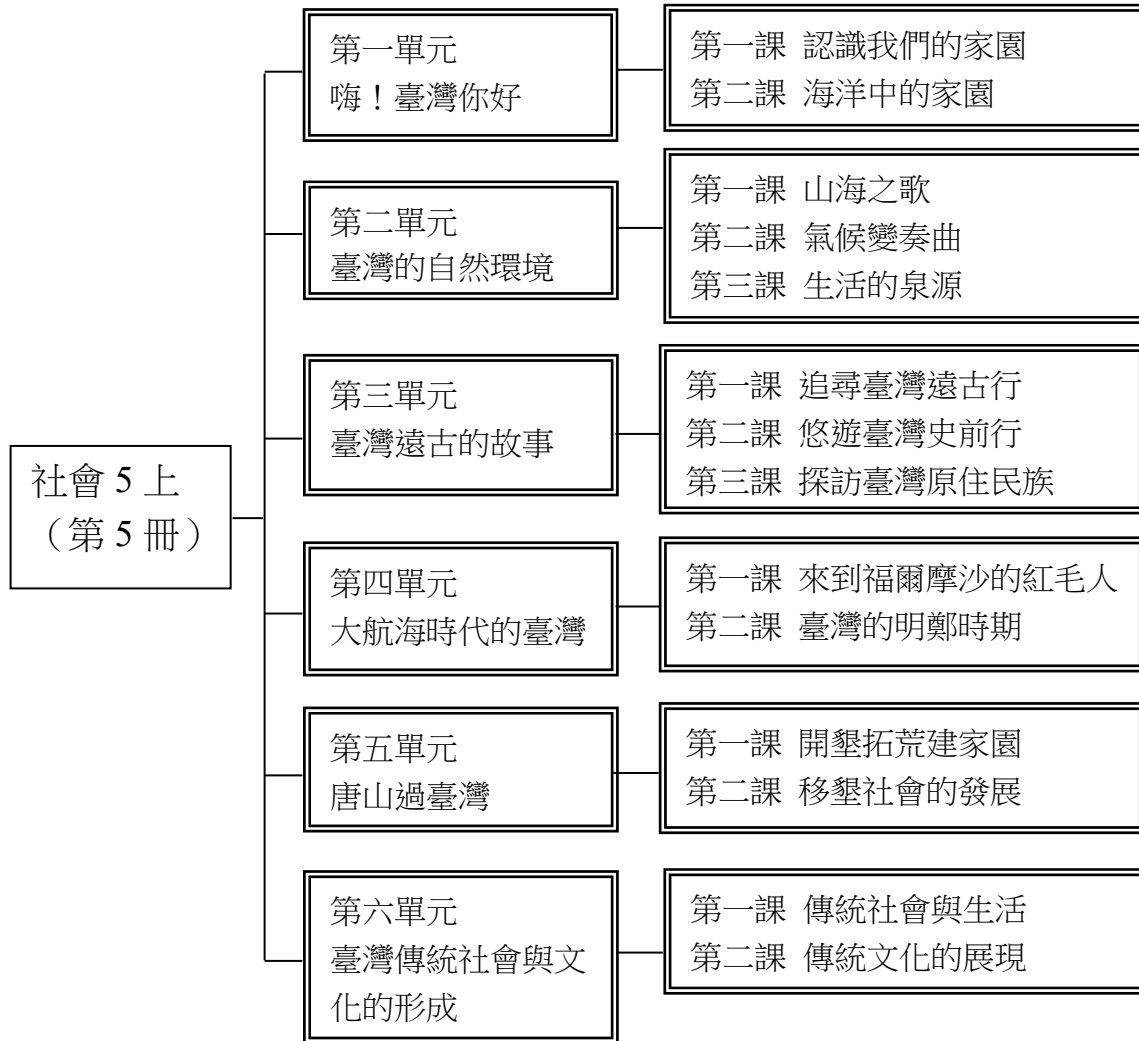 社會 5 上
（第 5 冊）
第一單元
嗨！臺灣你好
第一課 認識我們的家園
第二課 海洋中的家園
第二單元
臺灣的自然環境
第一課 山海之歌
第二課 氣候變奏曲
第三課 生活的泉源
第三單元
臺灣遠古的故事
第一課 追尋臺灣遠古行
第二課 悠遊臺灣史前行
第三課 探訪臺灣原住民族
第四單元
大航海時代的臺灣
第一課 來到福爾摩沙的紅毛人
第二課 臺灣的明鄭時期
第五單元
唐山過臺灣
第一課 開墾拓荒建家園
第二課 移墾社會的發展
第六單元
臺灣傳統社會與文
化的形成
第一課 傳統社會與生活
第二課 傳統文化的展現